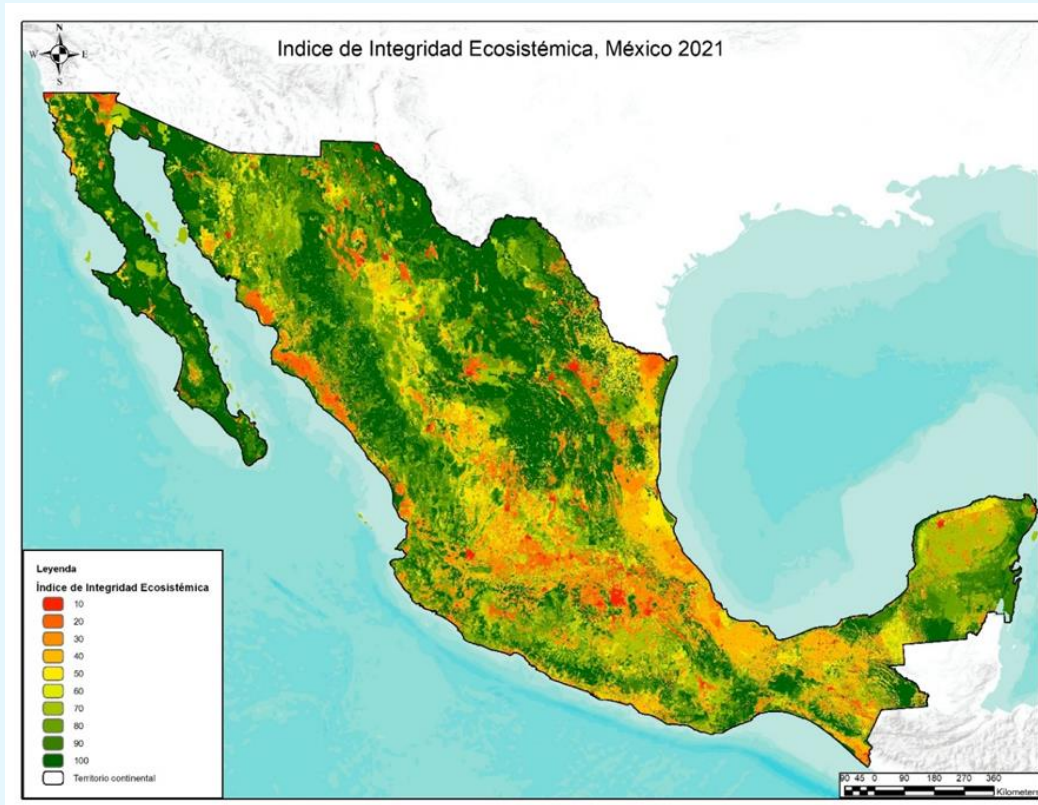 Indice de Integridad Ecosistémica, México 2021
N
W
E
S
Leyenda
Índice de Integridad Ecosistémica
10
20
30
40
50
60
70
80
90
100
Territorio continental
90 45 0 90 180 270 360
Kilometers